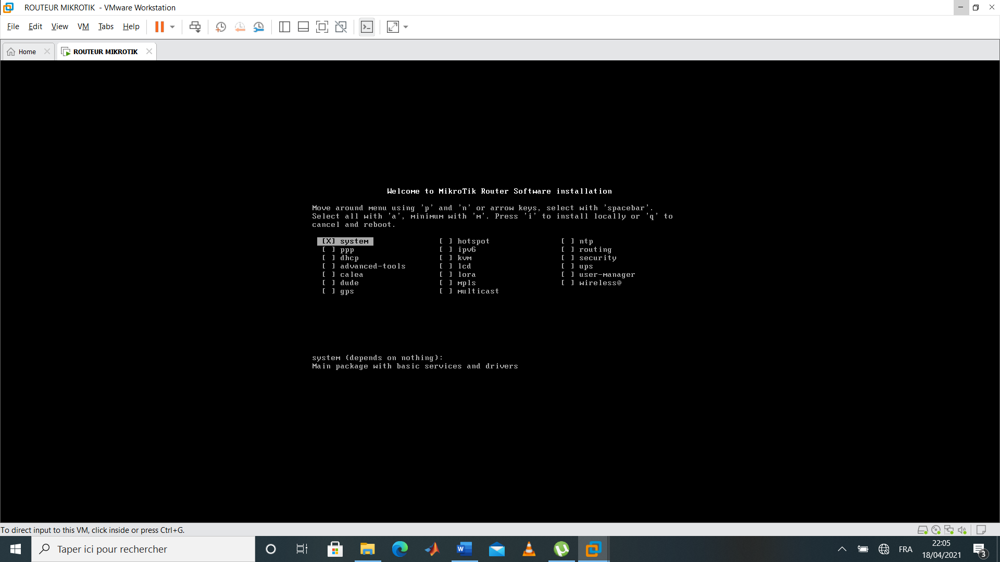 ROUTEUR MIKROTIK - VMware Workstation
File Edit View VM Tabs Help
Home ROUTEUR MIKROTIK
Welcome to MikroTik Router Software installation
Move around menu using 'p' and 'n' or arrow keys, select with 'spacebar'.
Select all with 'a', minimum with 'm'. Press 'i' to install locally or 'q' to
cancel and reboot.
[X] system [ ] hotspot [ ] ntp
[ ] ppp [ ] ipv6 [ ] routing
[ ] dhcp [ ] kvm [ ] security
[ ] advanced-tools [ ] lcd [ ] ups
[ ] calea [ ] lora [ ] user-manager
[ ] dude [ ] mpls [ ] wireless@
[ ] gps [ ] multicast
system (depends on nothing):
Main package with basic services and drivers
To direct input to this VM, click inside or press Ctrl+G.
Taper ici pour rechercher
W
FRA
22:05
18/04/2021
3